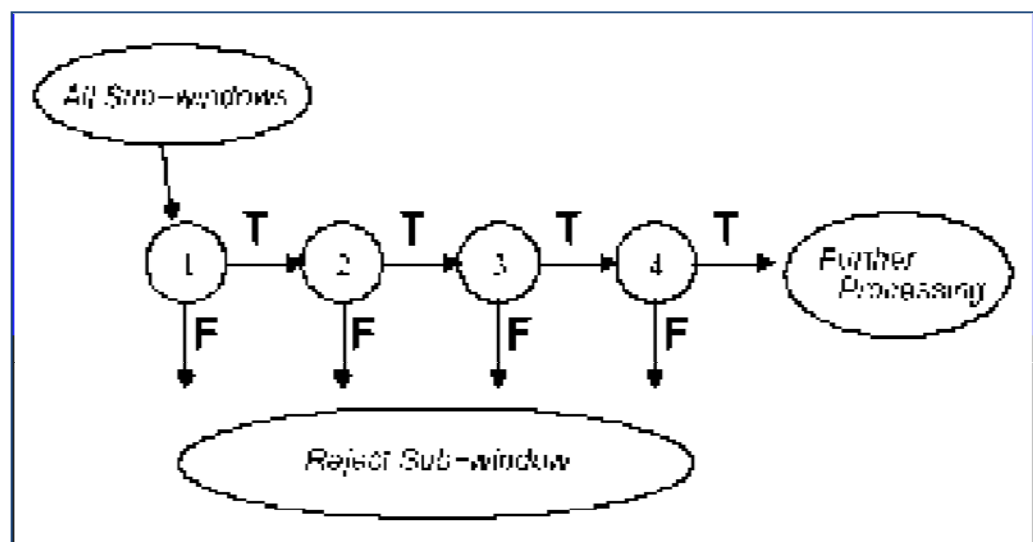 All Sub-windows
T
T
T
T
1
2
3
4
Further
Processing
F
F
F
F
Reject Sub-window